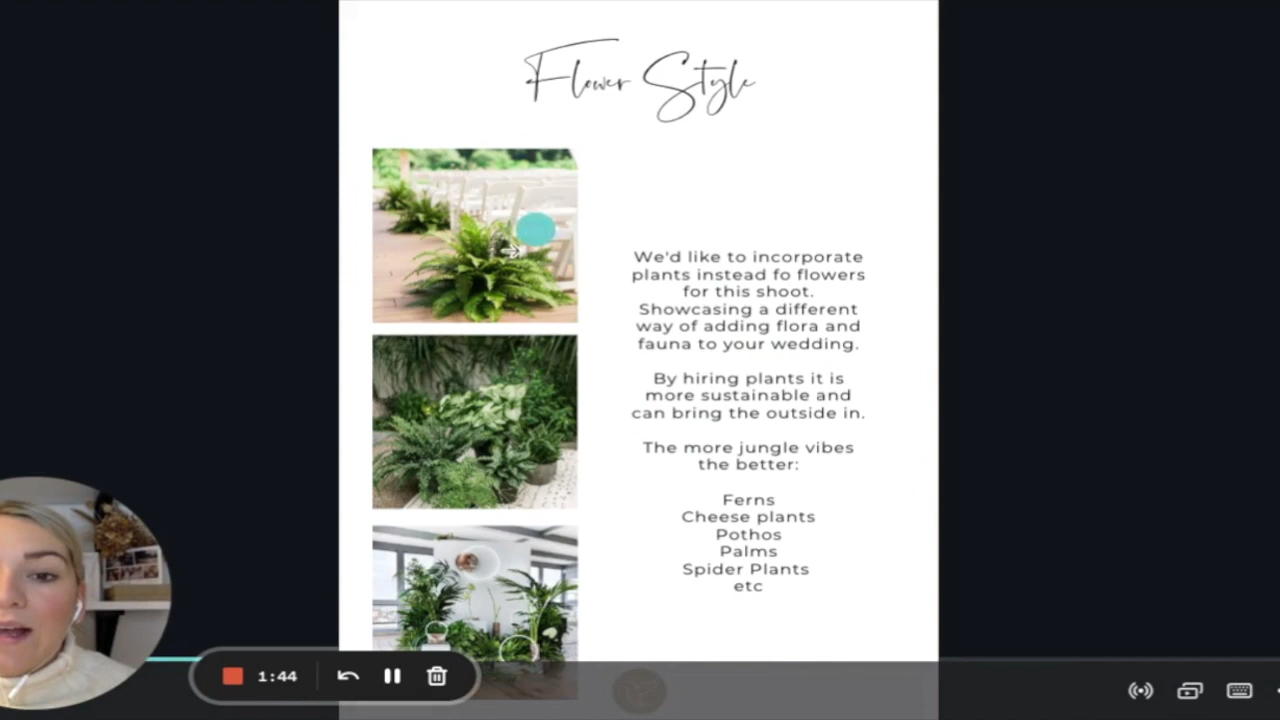 Flower Style
We'd like to incorporate
plants instead fo flowers
for this shoot.
Showcasing a different
way of adding flora and
fauna to your wedding.
By hiring plants it is
more sustainable and
can bring the outside in.
The more jungle vibes
the better:
Ferns
Cheese plants
Pothos
Palms
Spider Plants
etc
1:44